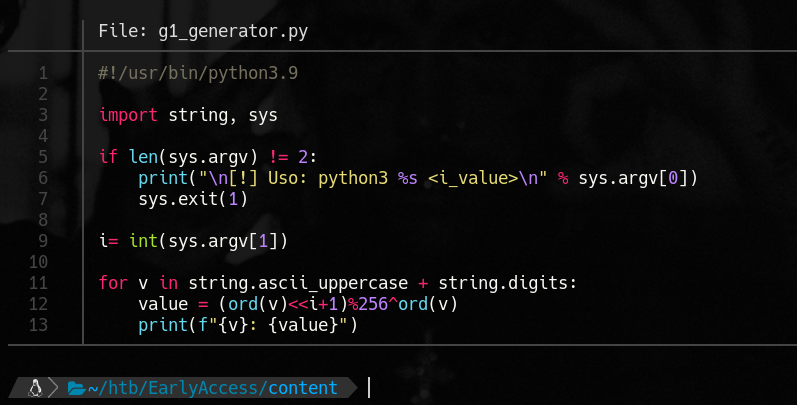 File: g1_generator.py
1 #!/usr/bin/python3.9
2
3 import string, sys
4
5 if len(sys.argv) != 2:
6     print("\n[!] Uso: python3 %s <i_value>\n" % sys.argv[0])
7     sys.exit(1)
8
9 i= int(sys.argv[1])
10
11 for v in string.ascii_uppercase + string.digits:
12     value = (ord(v)<<i+1)%256^ord(v)
13     print(f"{v}: {value}")
~/htb/EarlyAccess/content